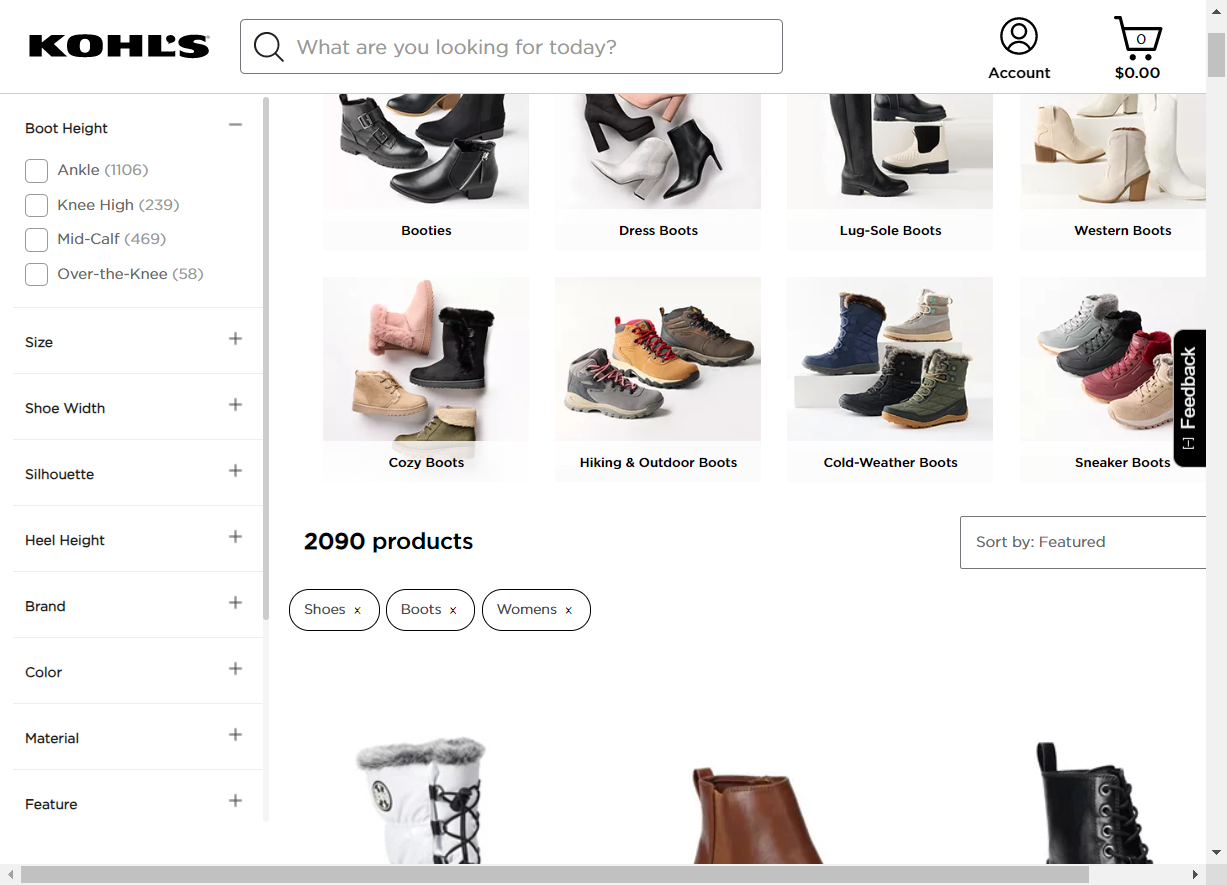 KOHL'S
What are you looking for today?
Account
0
$0.00
Boot Height
Ankle (1106)
Knee High (239)
Mid-Calf (469)
Over-the-Knee (58)
Size
Shoe Width
Silhouette
Heel Height
Brand
Color
Material
Feature
Booties
Dress Boots
Lug-Sole Boots
Western Boots
Cozy Boots
Hiking & Outdoor Boots
Cold-Weather Boots
Sneaker Boots
[-] Feedback
2090 products
Sort by: Featured
Shoes x
Boots x
Womens x